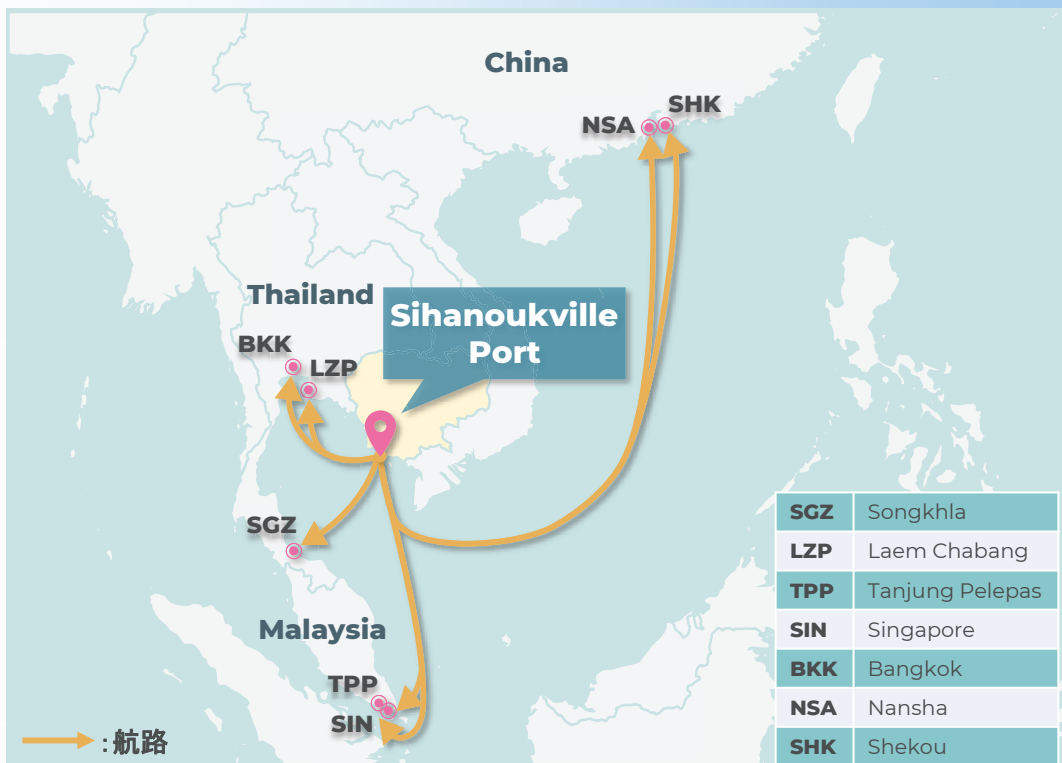 China
SHK
NSA
Thailand
Sihanoukville
Port
BKK
LZP
SGZ
Malaysia
TPP
SIN
:航路
SGZ Songkhla
LZP Laem Chabang
TPP Tanjung Pelepas
SIN Singapore
BKK Bangkok
NSA Nansha
SHK Shekou